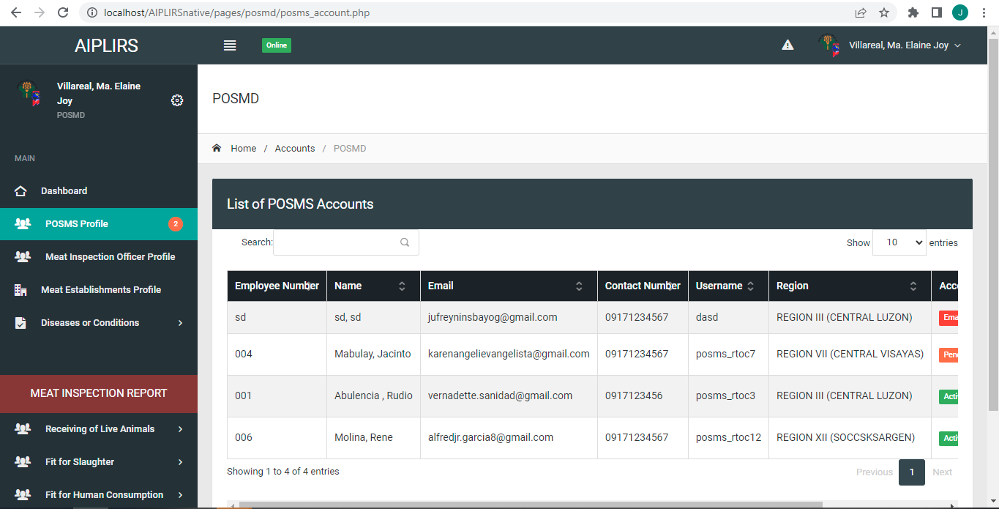 localhost/AIPLIRSnative/pages/posmd/posms_account.php
J
AIPLIRS
Online
Villareal, Ma. Elaine Joy
Villareal, Ma. Elaine
Joy
POSMD
MAIN
Dashboard
POSMS Profile 2
Meat Inspection Officer Profile
Meat Establishments Profile
Diseases or Conditions
MEAT INSPECTION REPORT
Receiving of Live Animals
Fit for Slaughter
Fit for Human Consumption
POSMD
Home / Accounts / POSMD
List of POSMS Accounts
Search: Show 10 entries
Employee Number Name Email Contact Number Username Region Acco
sd sd, sd jufreyninsbayog@gmail.com 09171234567 dasd REGION III (CENTRAL LUZON) Ema
004 Mabulay, Jacinto karenangelievangelista@gmail.com 09171234567 posms_rtoc7 REGION VII (CENTRAL VISAYAS) Pen
001 Abulencia , Rudio vernadette.sanidad@gmail.com 0917123456 posms_rtoc3 REGION III (CENTRAL LUZON) Acti
006 Molina, Rene alfredjr.garcia8@gmail.com 09171234567 posms_rtoc12 REGION XII (SOCCSKSARGEN) Acti
Showing 1 to 4 of 4 entries Previous 1 Next